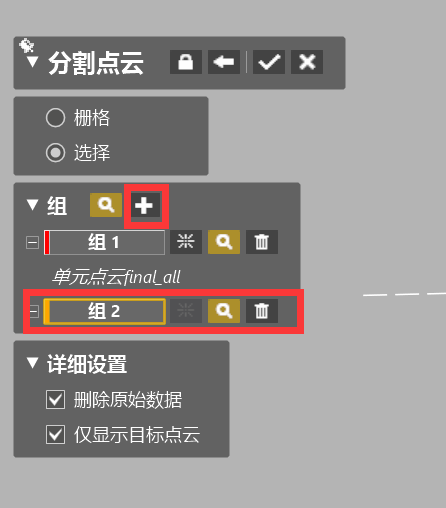 分割点云
栅格
选择
组
组 1
单元点云final_all
组 2
详细设置
删除原始数据
仅显示目标点云